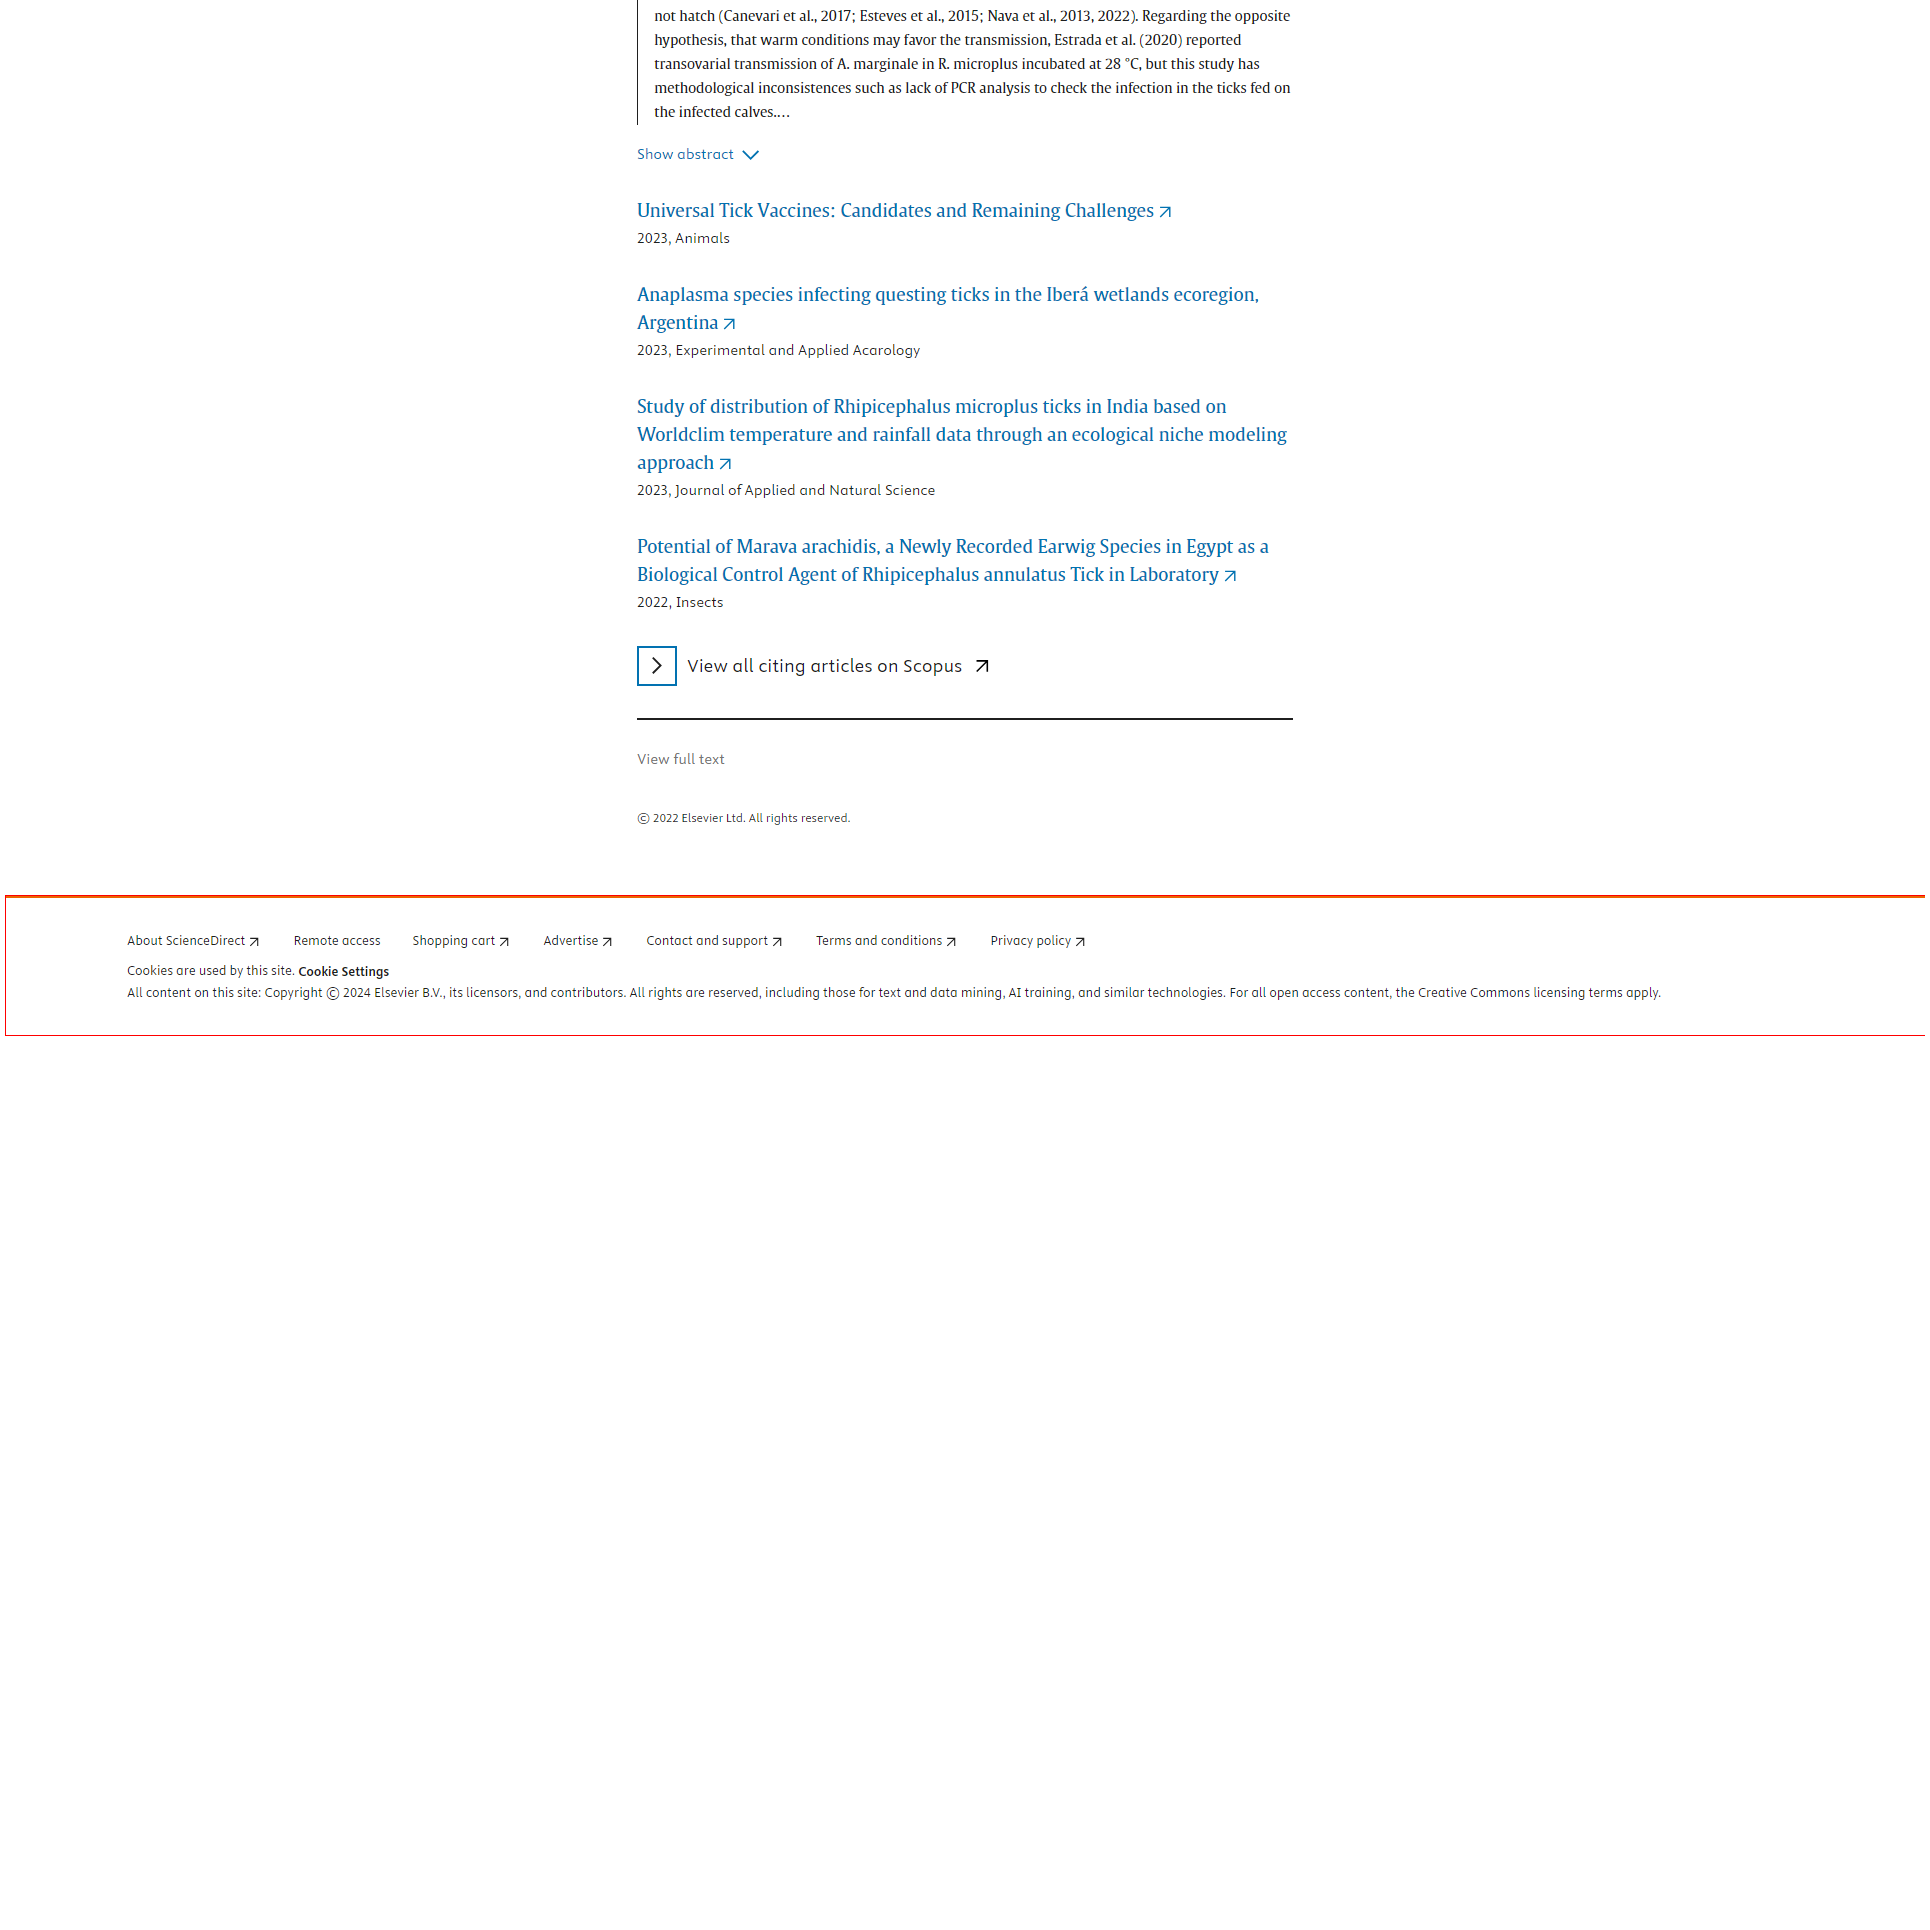 not hatch (Canevari et al., 2017; Esteves et al., 2015; Nava et al., 2013, 2022). Regarding the opposite
hypothesis, that warm conditions may favor the transmission, Estrada et al. (2020) reported
transovarial transmission of A. marginale in R. microplus incubated at 28 °C, but this study has
methodological inconsistences such as lack of PCR analysis to check the infection in the ticks fed on
the infected calves.…
Show abstract
Universal Tick Vaccines: Candidates and Remaining Challenges
2023, Animals
Anaplasma species infecting questing ticks in the Iberá wetlands ecoregion,
Argentina
2023, Experimental and Applied Acarology
Study of distribution of Rhipicephalus microplus ticks in India based on
Worldclim temperature and rainfall data through an ecological niche modeling
approach
2023, Journal of Applied and Natural Science
Potential of Marava arachidis, a Newly Recorded Earwig Species in Egypt as a
Biological Control Agent of Rhipicephalus annulatus Tick in Laboratory
2022, Insects
View all citing articles on Scopus
View full text
© 2022 Elsevier Ltd. All rights reserved.
About ScienceDirect Remote access Shopping cart Advertise Contact and support Terms and conditions Privacy policy
Cookies are used by this site. Cookie Settings
All content on this site: Copyright © 2024 Elsevier B.V., its licensors, and contributors. All rights are reserved, including those for text and data mining, AI training, and similar technologies. For all open access content, the Creative Commons licensing terms apply.